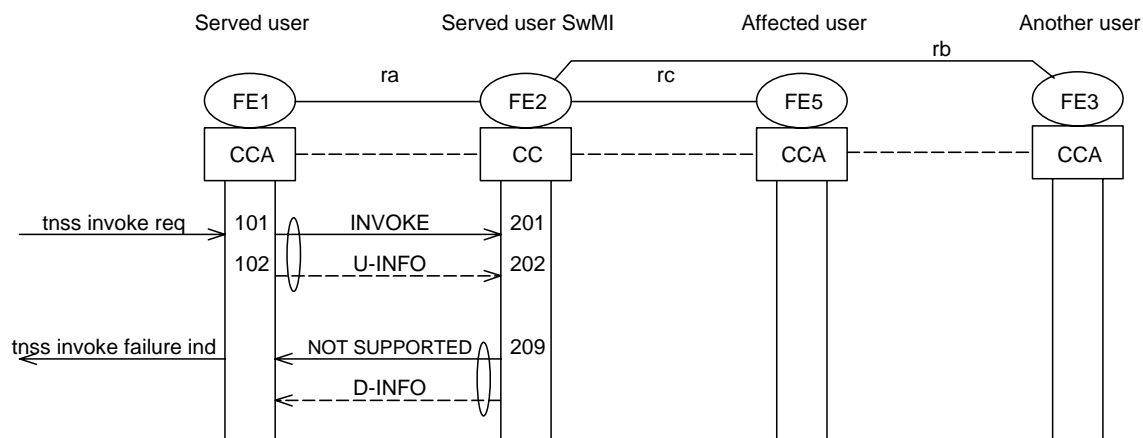 Served user
Served user SwMI
Affected user
Another user
rb
ra
rc
FE1
FE2
FE5
FE3
CCA
CC
CCA
CCA
tnss invoke req
101
INVOKE
201
102
U-INFO
202
tnss invoke failure ind
NOT SUPPORTED
209
D-INFO